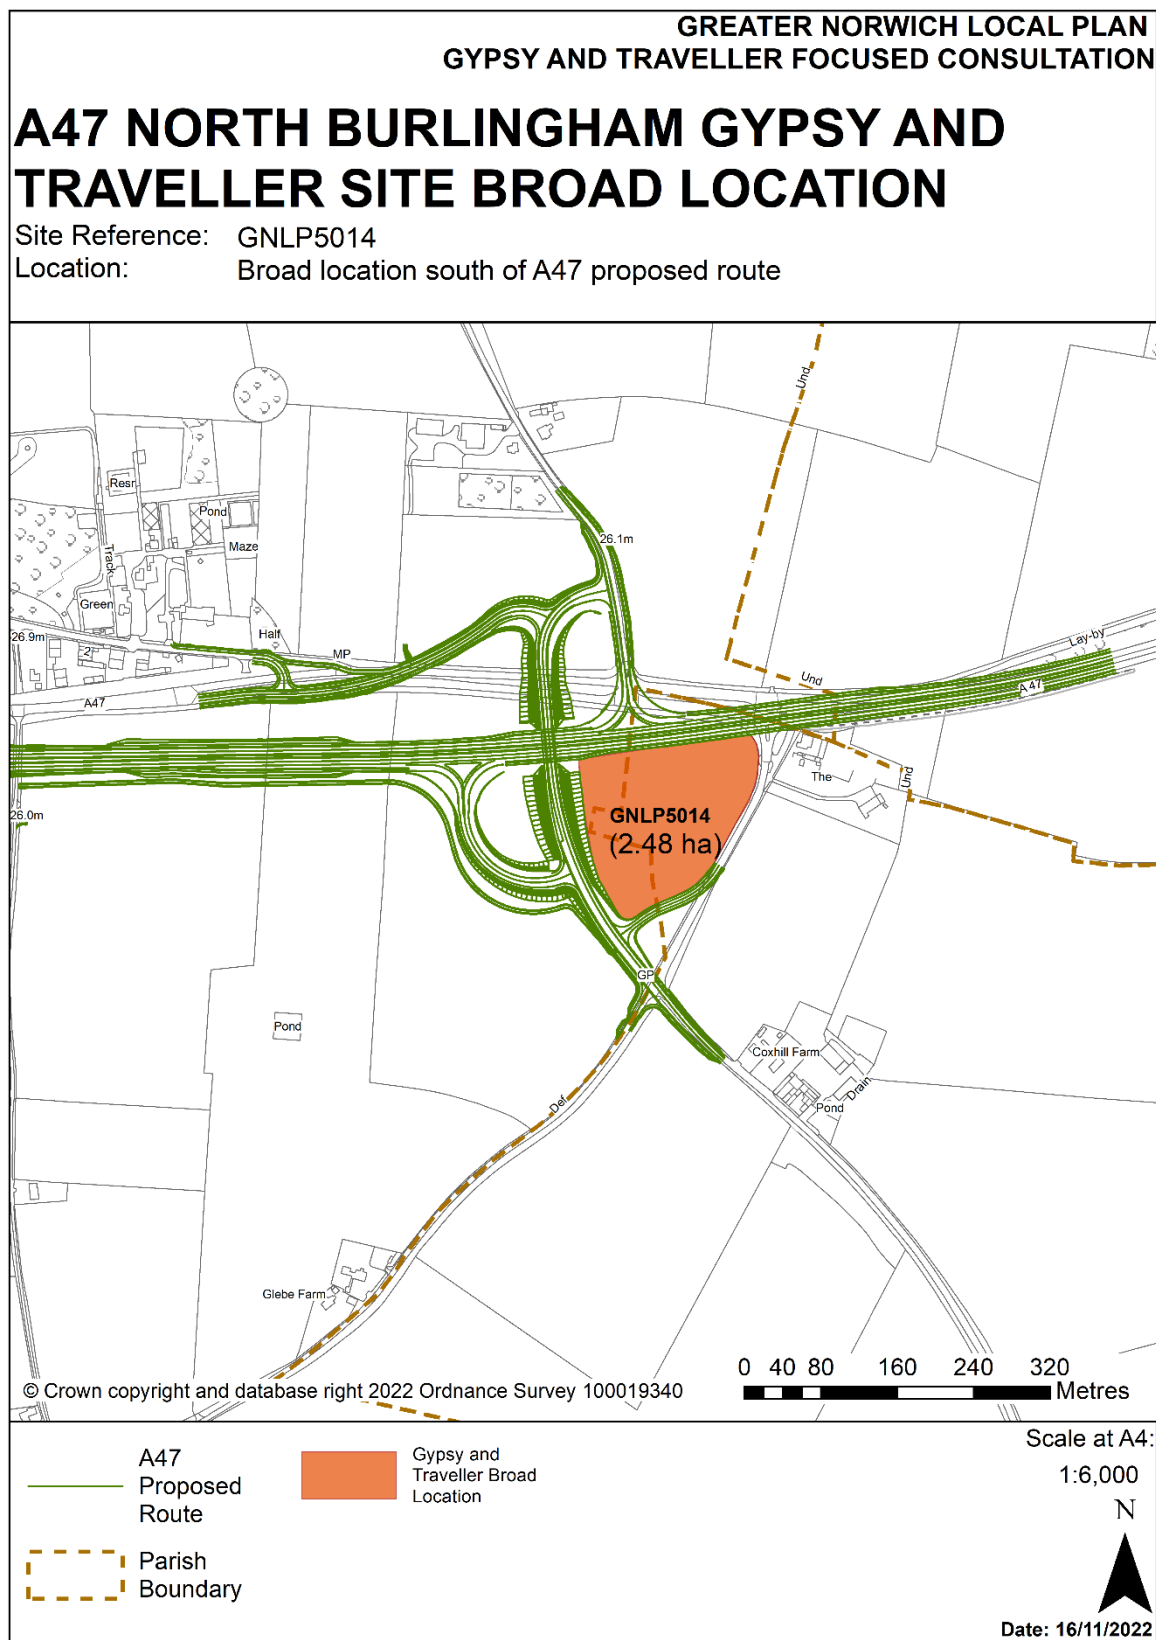 GREATER NORWICH LOCAL PLAN
GYPSY AND TRAVELLER FOCUSED CONSULTATION
A47 NORTH BURLINGHAM GYPSY AND
TRAVELLER SITE BROAD LOCATION
Site Reference: GNLP5014
Location: Broad location south of A47 proposed route
Und
Resr
Pond
26.1m
Maze
Track
Green
Half
26.9m
2
MP
Lay-by
Und
A 47
A47
The
Und
26.0m
GNLP5014
(2.48 ha)
GP
Pond
Coxhill Farm
Drain
Pond
Def
Glebe Farm
0 40 80 160 240 320
Metres
© Crown copyright and database right 2022 Ordnance Survey 100019340
A47
Proposed
Route
Gypsy and
Traveller Broad
Location
Parish
Boundary
Scale at A4:
1:6,000
N
Date: 16/11/2022